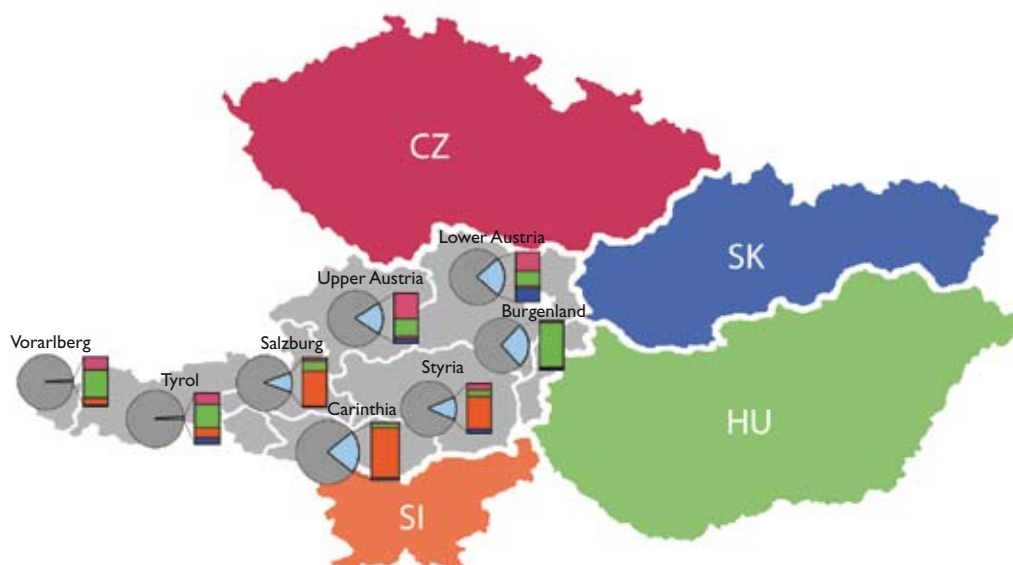 CZ
SK
Lower Austria
Upper Austria
Burgenland
Vorarlberg
Salzburg
Tyrol
Styria
Carinthia
HU
SI